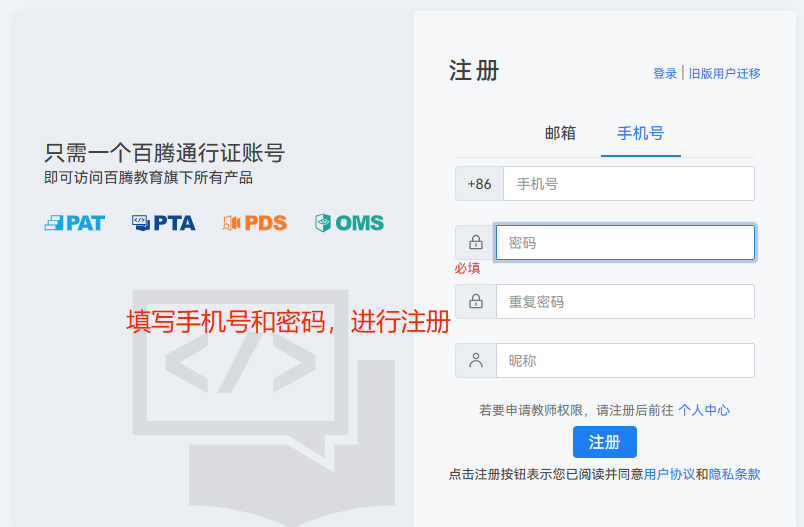 注册
登录 | 旧版用户迁移
邮箱 手机号
只需一个百腾通行证账号
即可访问百腾教育旗下所有产品
PAT PTA PDS OMS
+86 手机号
密码
必填
重复密码
填写手机号和密码，进行注册
</>
昵称
若要申请教师权限，请注册后前往 个人中心
注册
点击注册按钮表示您已阅读并同意用户协议和隐私条款